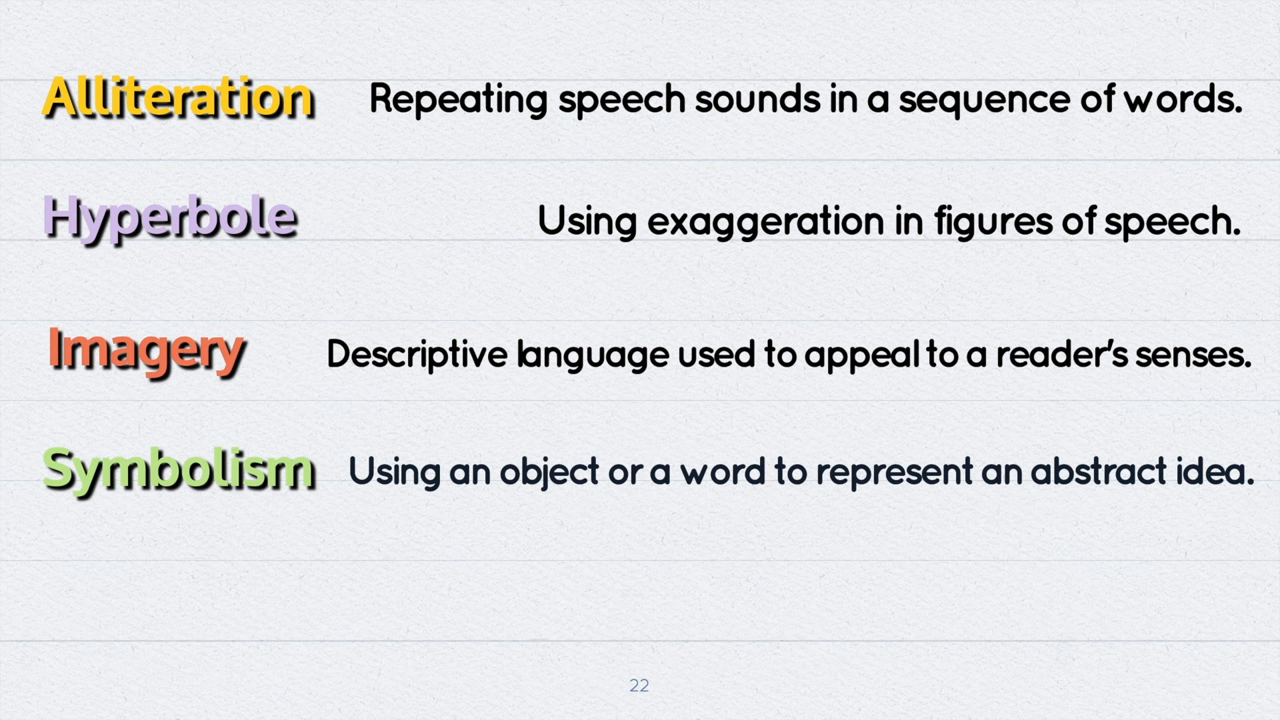 Alliteration Repeating speech sounds in a sequence of words.
Hyperbole Using exaggeration in figures of speech.
Imagery Descriptive language used to appeal to a reader's senses.
Symbolism Using an object or a word to represent an abstract idea.
22